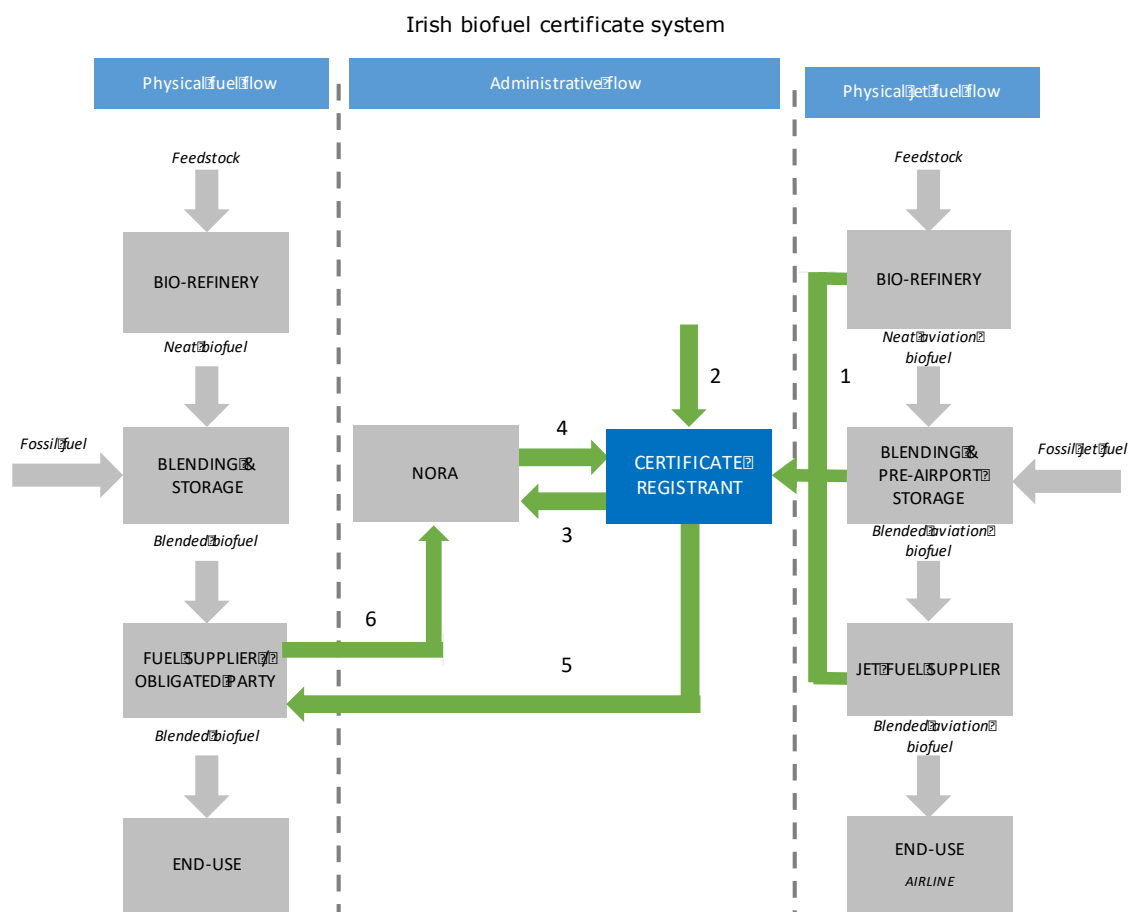 Irish biofuel certificate system
Physical fuel flow
Administrative flow
Physical jet fuel flow
Feedstock
BIO-REFINERY
Neat biofuel
Fossil fuel
BLENDING &
STORAGE
Blended biofuel
FUEL SUPPLIER /
OBLIGATED PARTY
Blended biofuel
END-USE
NORA
4
3
2
CERTIFICATE
REGISTRANT
6
5
1
Feedstock
BIO-REFINERY
Neat aviation
biofuel
BLENDING &
PRE-AIRPORT
STORAGE
Fossil jet fuel
Blended aviation
biofuel
JET FUEL SUPPLIER
Blended aviation
biofuel
END-USE
AIRLINE